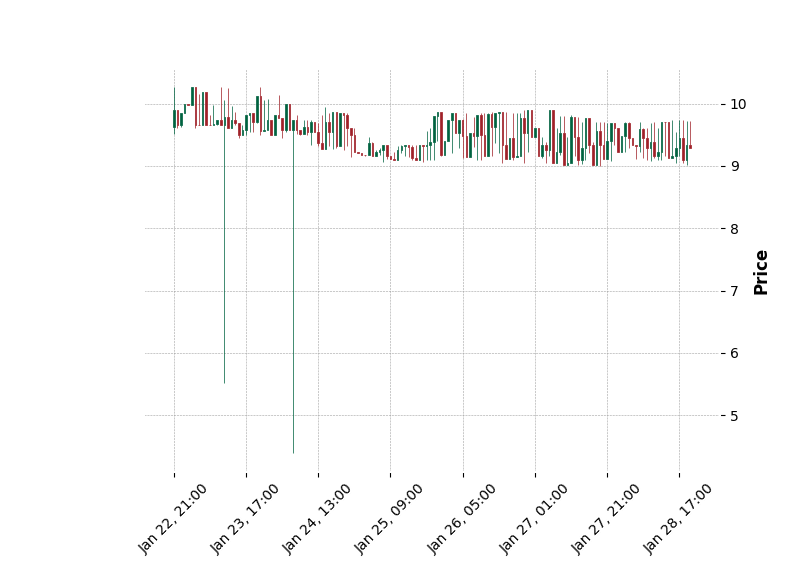 10
9
8
7
6
5
Price
Jan 22, 21:00
Jan 23, 17:00
Jan 24, 13:00
Jan 25, 09:00
Jan 26, 05:00
Jan 27, 01:00
Jan 27, 21:00
Jan 28, 17:00